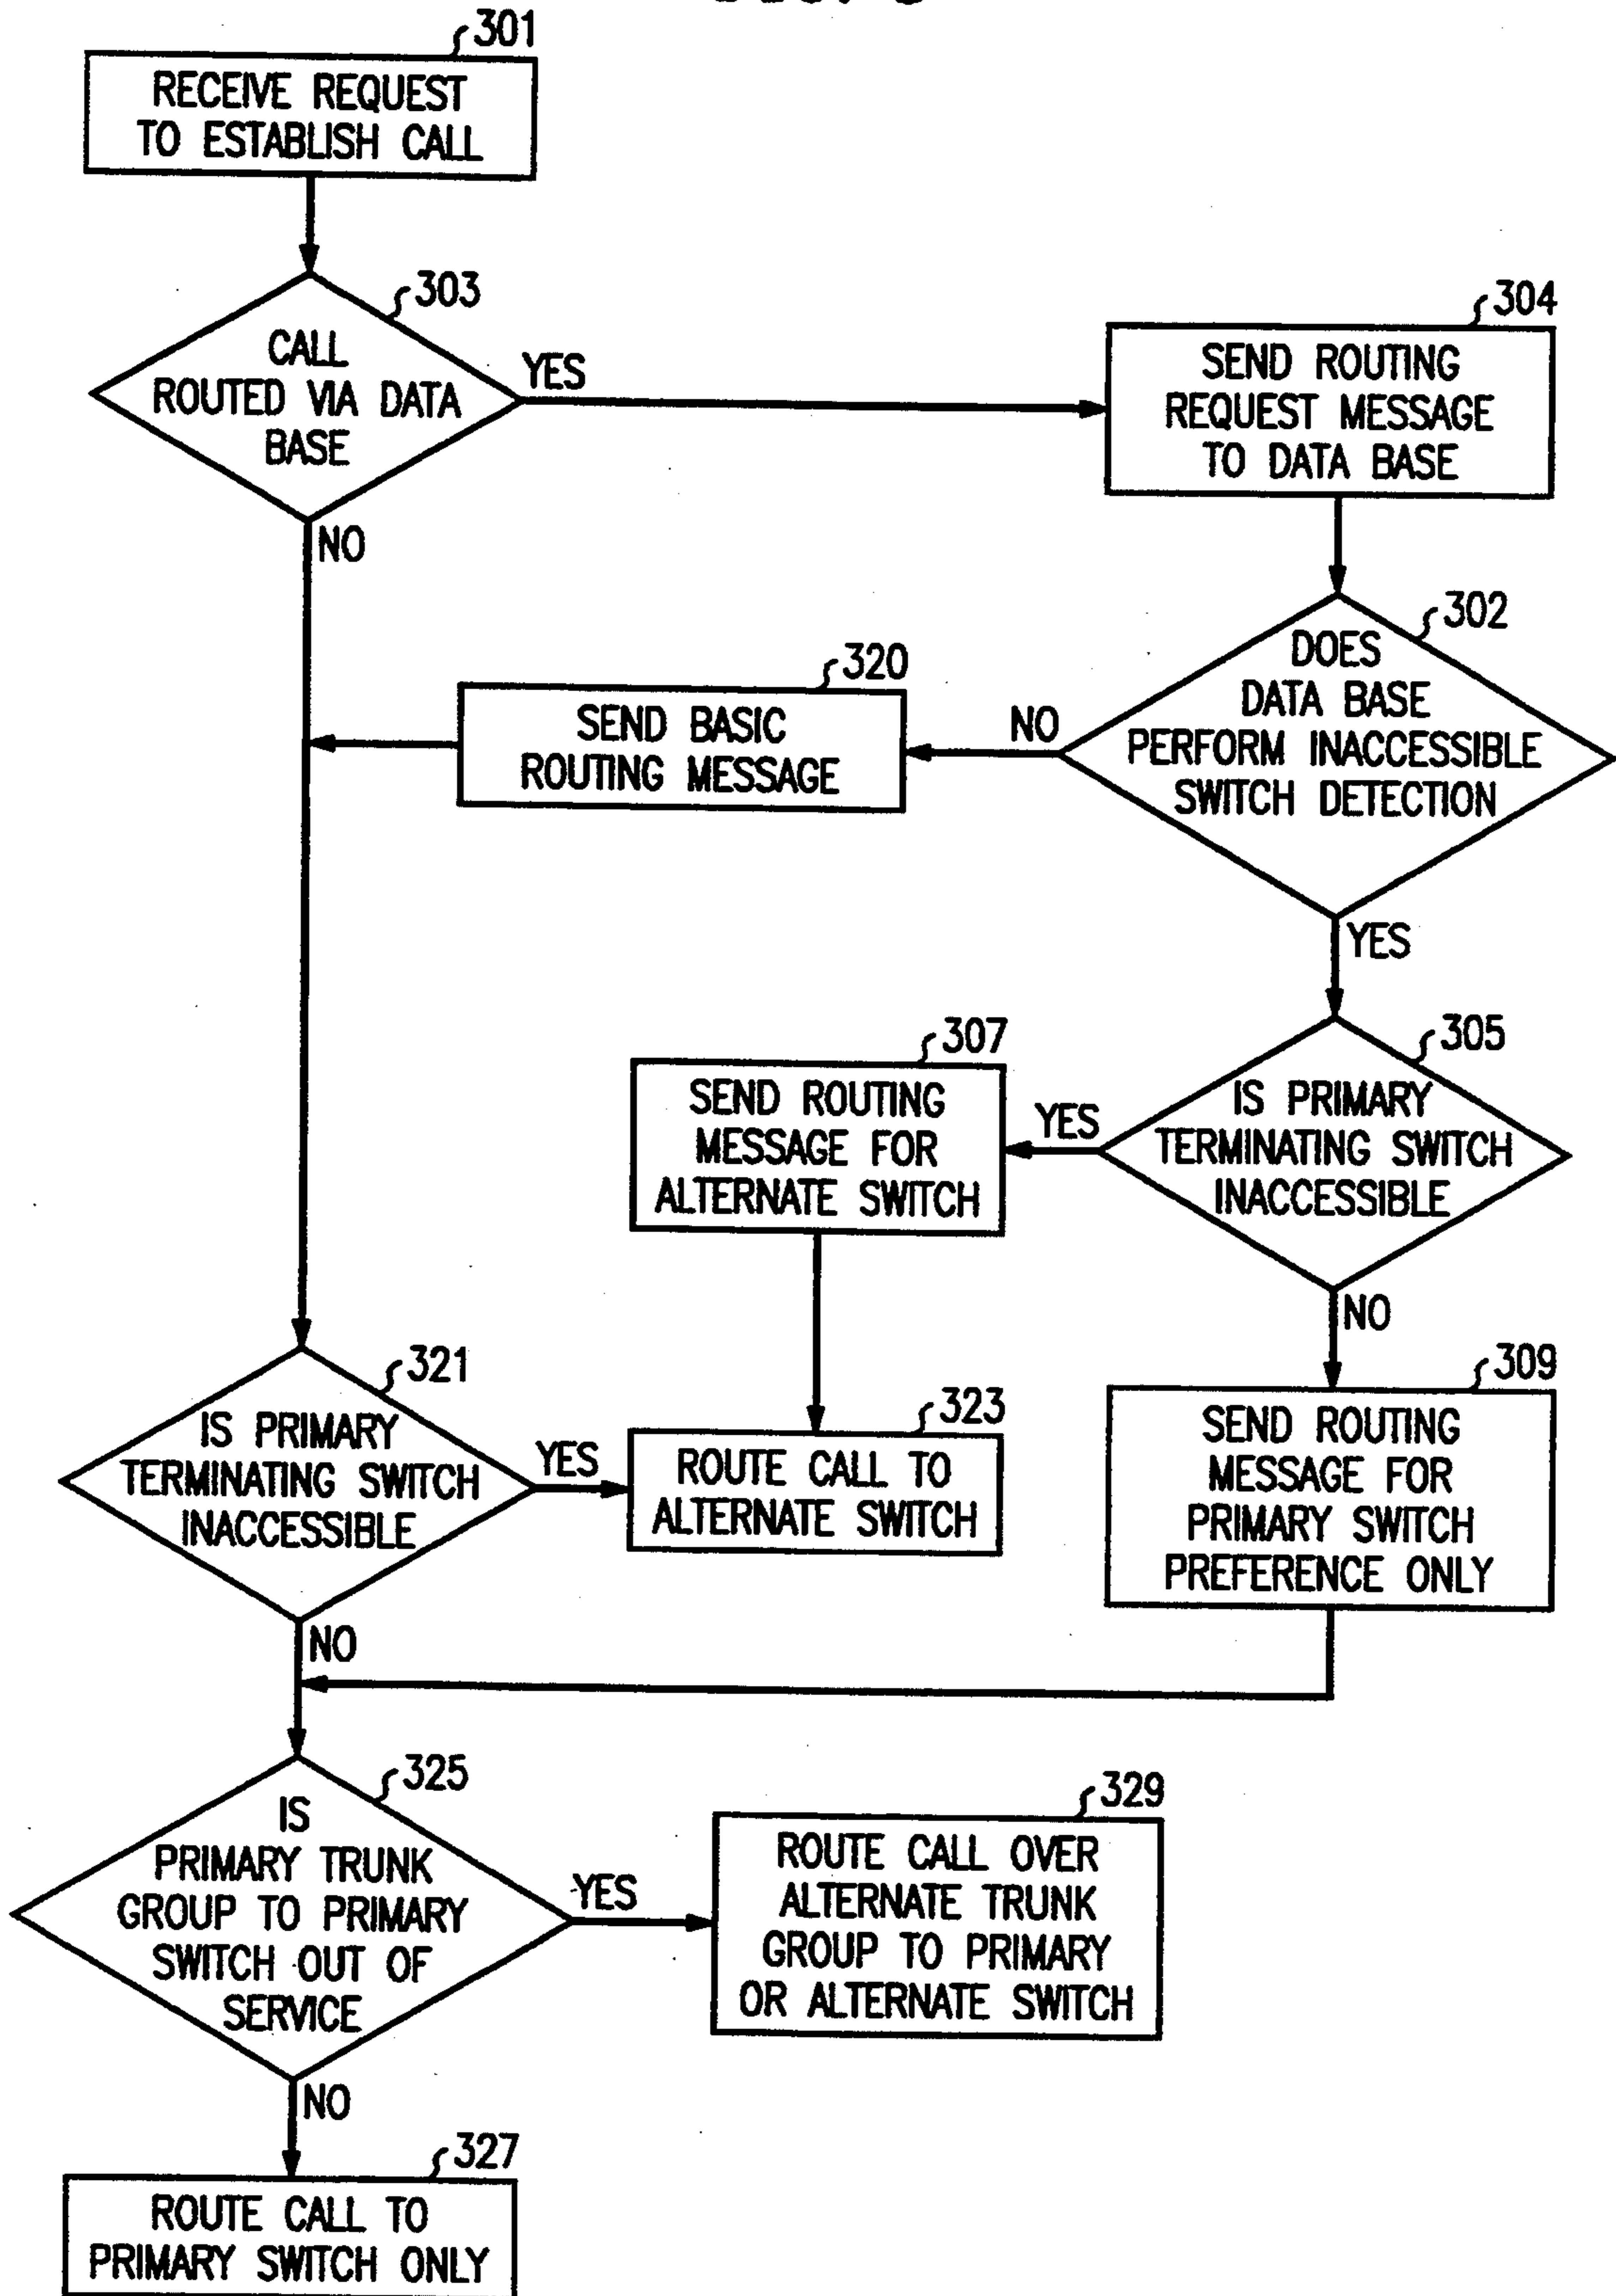 301
RECEIVE REQUEST
TO ESTABLISH CALL
303
CALL
ROUTED VIA DATA
BASE
YES
NO
304
SEND ROUTING
REQUEST MESSAGE
TO DATA BASE
302
DOES
DATA BASE
PERFORM INACCESSIBLE
SWITCH DETECTION
NO
YES
320
SEND BASIC
ROUTING MESSAGE
305
IS PRIMARY
TERMINATING SWITCH
INACCESSIBLE
YES
NO
307
SEND ROUTING
MESSAGE FOR
ALTERNATE SWITCH
309
SEND ROUTING
MESSAGE FOR
PRIMARY SWITCH
PREFERENCE ONLY
321
IS PRIMARY
TERMINATING SWITCH
INACCESSIBLE
YES
NO
323
ROUTE CALL TO
ALTERNATE SWITCH
325
IS
PRIMARY TRUNK
GROUP TO PRIMARY
SWITCH OUT OF
SERVICE
YES
NO
329
ROUTE CALL OVER
ALTERNATE TRUNK
GROUP TO PRIMARY
OR ALTERNATE SWITCH
327
ROUTE CALL TO
PRIMARY SWITCH ONLY